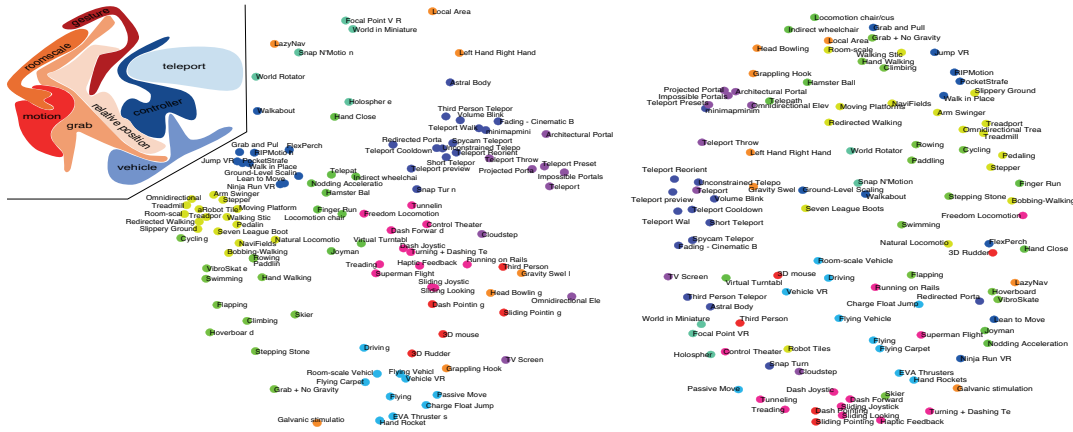 gesture
roomscale
teleport
motion
grab
relative position
controller
vehicle
Local Area
Focal Point V R
World in Miniature
LazyNav
Snap N'Motio n
Left Hand Right Hand
World Rotator
Astral Body
Walkabout
Holospher e
Hand Close
Third Person Telepor
Volume Blink
Fading - Cinematic B
Teleport Walk
minimapmini
Architectural Portal
Redirected Porta
Spycam Teleport
Teleport Cooldown
Unconstrained Telepo
Teleport Reorient
Short Telepor
Teleport Throw
Teleport Preset
Teleport preview
Projected Porta
Impossible Portals
Teleport
Grab and Pul
FlexPerch
RIPMotio n
Jump VR
PocketStrafe
Walk in Place
Ground-Level Scalin
Lean to Move
Ninja Run VR
Telepat
Indirect wheelchai
Nodding Acceleratio
Hamster Bal
Snap Tur n
Omnidirectional
Arm Swinger
Treadmill
Stepper
aRobot Tile
Moving Platform
Room-scal
Treadpor
Walking Stic
Redirected Walking
Pedalin
Slippery Ground
Seven League Boot
Finger Run
Locomotion chair
Tunnelin
Freedom Locomotion
Control Theater
Dash Forwar d
Cloudstep
Cyclin g
NaviFields
Natural Locomotio
Virtual Turntabl
Dash Joystic
Bobbing-Walking
Joyman
Turning + Dashing Te
Rowing
Paddlin
Treading
Haptic Feedback
Running on Rails
Third Person
VibroSkat e
Superman Flight
Gravity Swel l
Swimming
Hand Walking
Sliding Joystic
Sliding Looking
Head Bowlin g
Omnidirectional Ele
Flapping
Dash Pointin g
Skier
Sliding Pointin g
Climbing
Hoverboar d
3D mouse
Stepping Stone
Driving
3D Rudder
TV Screen
Grappling Hook
Room-scale Vehicl
Flying Vehicl
Flying Carpet
Vehicle VR
Grab + No Gravity
Flying
Passive Move
Charge Float Jump
Galvanic stimulatio
EVA Thruster s
Hand Rocket
Locomotion chair/cus
Indirect wheelchair
Grab and Pull
Local Area
Grab + No Gravity
Head Bowling
Room-scale
Walking Stic
Jump VR
Hand Walking
Climbing
Grappling Hook
RIPMotion
Hamster Ball
PocketStrafe
Projected Portal
Architectural Portal
Slippery Ground
Impossible Portals
Walk in Place
Teleport Presets
Telepath
minimapminim
Omnidirectional Elev
Moving Platforms
NaviFields
Arm Swinger
Redirected Walking
Treadport
Omnidirectional Trea
Treadmill
Teleport Throw
Rowing
Left Hand Right Hand
World Rotator
Cycling
Paddling
Pedaling
Stepper
Teleport Reorient
Unconstrained Telepo
Snap N'Motion
Finger Run
Teleport
Gravity Swel
Ground-Level Scaling
Teleport preview
Volume Blink
Walkabout
Stepping Stone
Bobbing-Walking
Teleport Cooldown
Seven League Boots
Teleport Wal
Short Teleport
Swimming
Freedom Locomotion
Spycam Telepor
Fading - Cinematic B
Natural Locomotio
FlexPerch
3D Rudder
Hand Close
Room-scale Vehicle
TV Screen
Virtual Turntabl
3D mouse
Driving
Flapping
Running on Rails
LazyNav
Vehicle VR
Hoverboard
Third Person Telepor
Redirected Porta
VibroSkate
Astral Body
Charge Float Jump
World in Miniature
Third Person
Flying Vehicle
Lean to Move
Focal Point VR
Superman Flight
Joyman
Flying
Nodding Acceleration
Holospher
Control Theater
Robot Tiles
Flying Carpet
Snap Turn
Ninja Run VR
Cloudstep
EVA Thrusters
Hand Rockets
Passive Move
Dash Joystic
Galvanic stimulation
Skier
Tunneling
Dash Forward
Treading
Dash Pointing
Sliding Joystick
Sliding Looking
Turning + Dashing Te
Sliding Pointing
Haptic Feedback